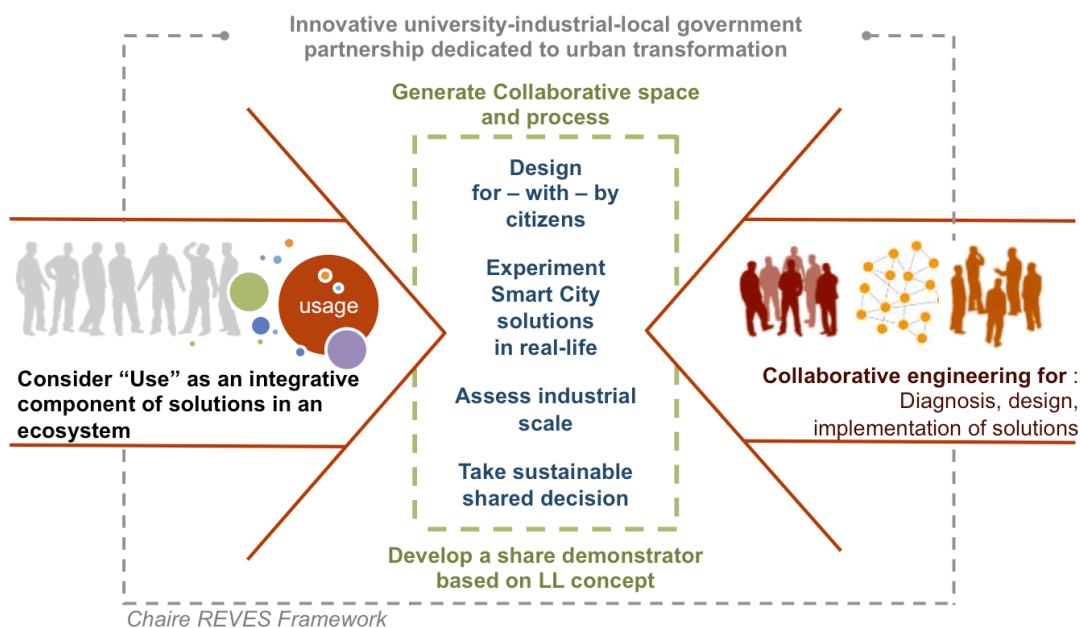 Innovative university-industrial-local government
partnership dedicated to urban transformation
Generate Collaborative space
and process
Design
for – with – by
citizens
Experiment
Smart City
solutions
in real-life
Assess industrial
scale
Take sustainable
shared decision
usage
Consider “Use” as an integrative
component of solutions in an
ecosystem
Collaborative engineering for :
Diagnosis, design,
implementation of solutions
Develop a share demonstrator
based on LL concept
Chaire REVES Framework